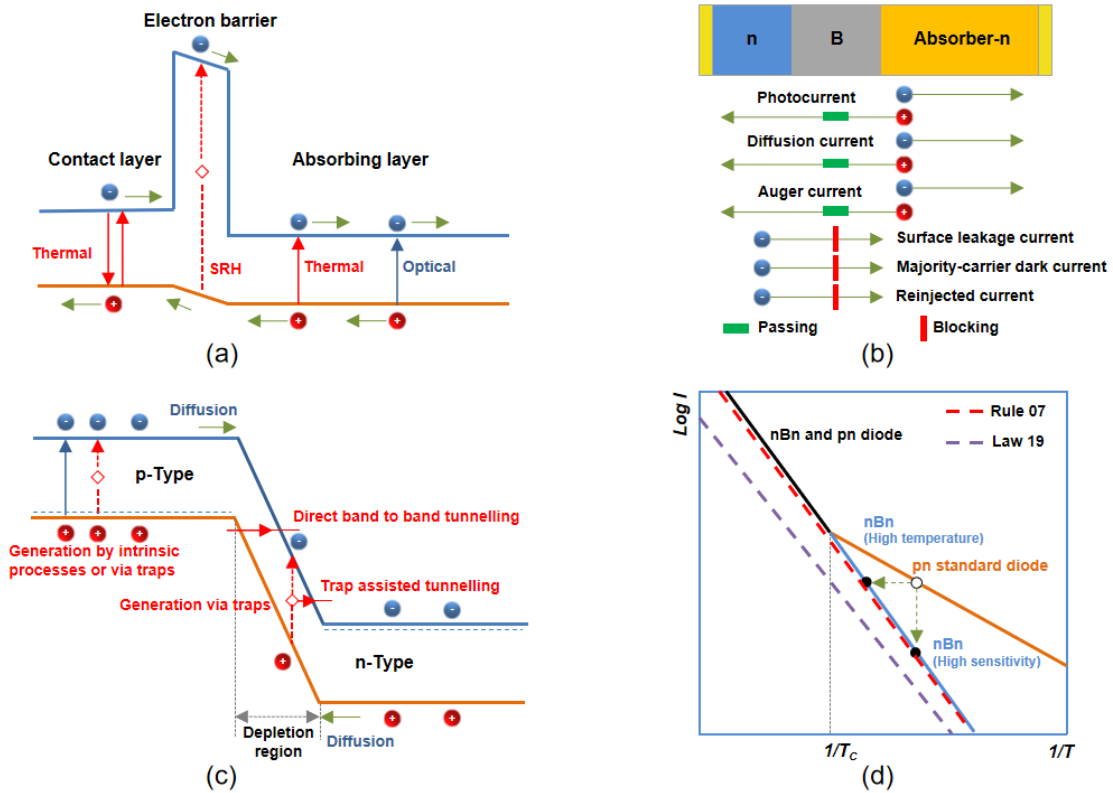 Electron barrier
Contact layer
Absorbing layer
Thermal
SRH
Thermal
Optical
(a)
n
B
Absorber-n
Photocurrent
Diffusion current
Auger current
Surface leakage current
Majority-carrier dark current
Reinjected current
Passing
Blocking
(b)
Diffusion
p-Type
Direct band to band tunnelling
Generation by intrinsic
processes or via traps
Trap assisted tunnelling
Generation via traps
n-Type
Depletion
region
Diffusion
(c)
Log I
Rule 07
Law 19
nBn and pn diode
nBn
(High temperature)
pn standard diode
nBn
(High sensitivity)
1/TC
1/T
(d)